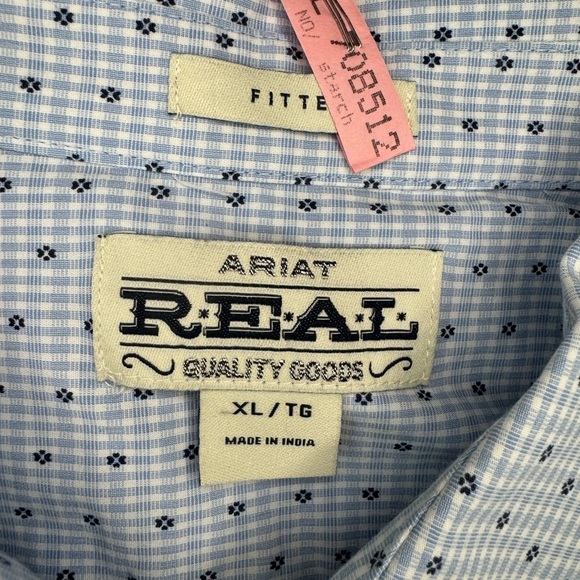 FITTE
NO/
starch
708512
ARIAT
R·E·A·L
QUALITY GOODS
XL/TG
MADE IN INDIA